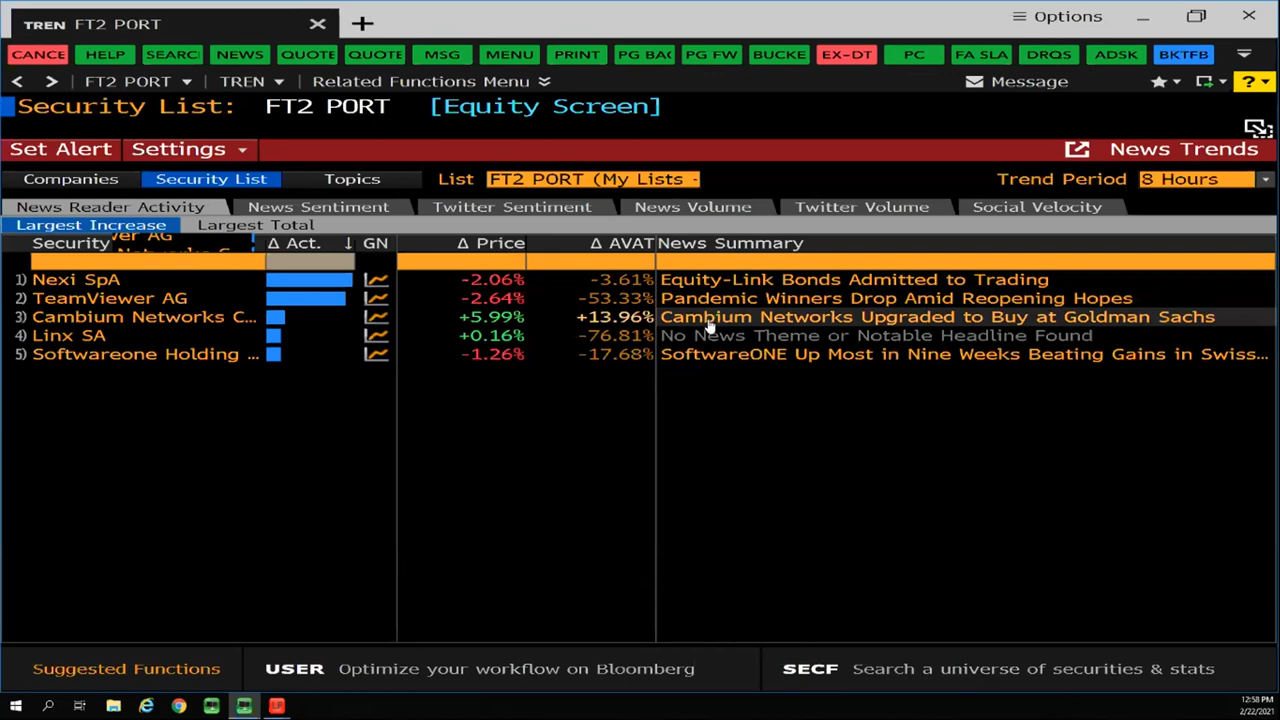 TREN FT2 PORT
Options
CANCE HELP SEARC NEWS QUOTE QUOTE MSG MENU PRINT PG BAC PG FW BUCKE EX-DT PC FA SLA DRQS ADSK BKTFB
FT2 PORT TREN Related Functions Menu Message ?
Security List: FT2 PORT [Equity Screen]
Set Alert Settings News Trends
Companies Security List Topics List FT2 PORT (My Lists - Trend Period 8 Hours
News Reader Activity News Sentiment Twitter Sentiment News Volume Twitter Volume Social Velocity
Largest Increase Largest Total
Security Δ Act. ↓ GN Δ Price Δ AVAT News Summary
1) Nexi SpA -2.06% -3.61% Equity-Link Bonds Admitted to Trading
2) TeamViewer AG -2.64% -53.33% Pandemic Winners Drop Amid Reopening Hopes
3) Cambium Networks C... +5.99% +13.96% Cambium Networks Upgraded to Buy at Goldman Sachs
4) Linx SA +0.16% -76.81% No News Theme or Notable Headline Found
5) Softwareone Holding ... -1.26% -17.68% SoftwareONE Up Most in Nine Weeks Beating Gains in Swiss...
Suggested Functions USER Optimize your workflow on Bloomberg SECF Search a universe of securities & stats
12:58 PM
2/22/2021